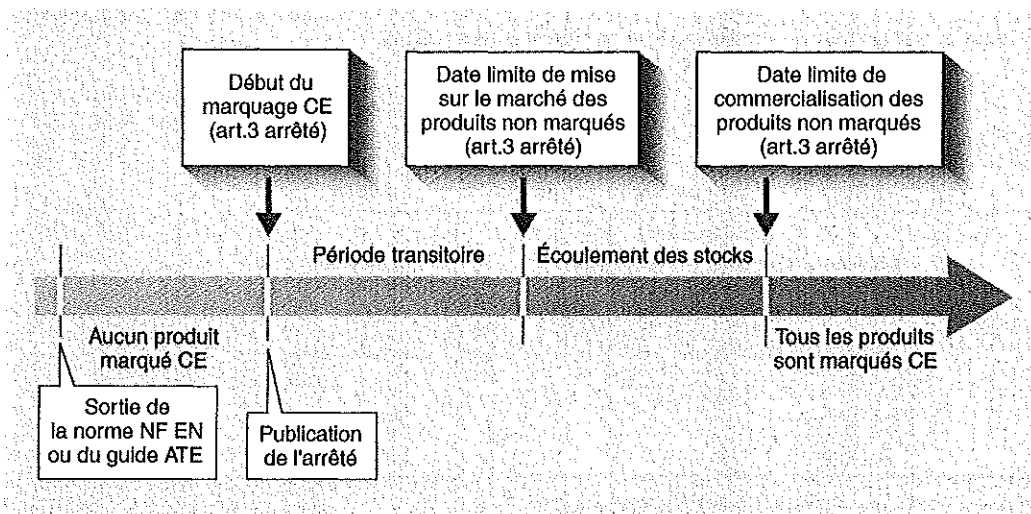 Début du
marquage CE
(art.3 arrêté)
Date limite de mise
sur le marché des
produits non marqués
(art.3 arrêté)
Date limite de
commercialisation des
produits non marqués
(art.3 arrêté)
Période transitoire
Écoulement des stocks
Aucun produit
marqué CE
Tous les produits
sont marqués CE
Sortie de
la norme NF EN
ou du guide ATE
Publication
de l'arrêté